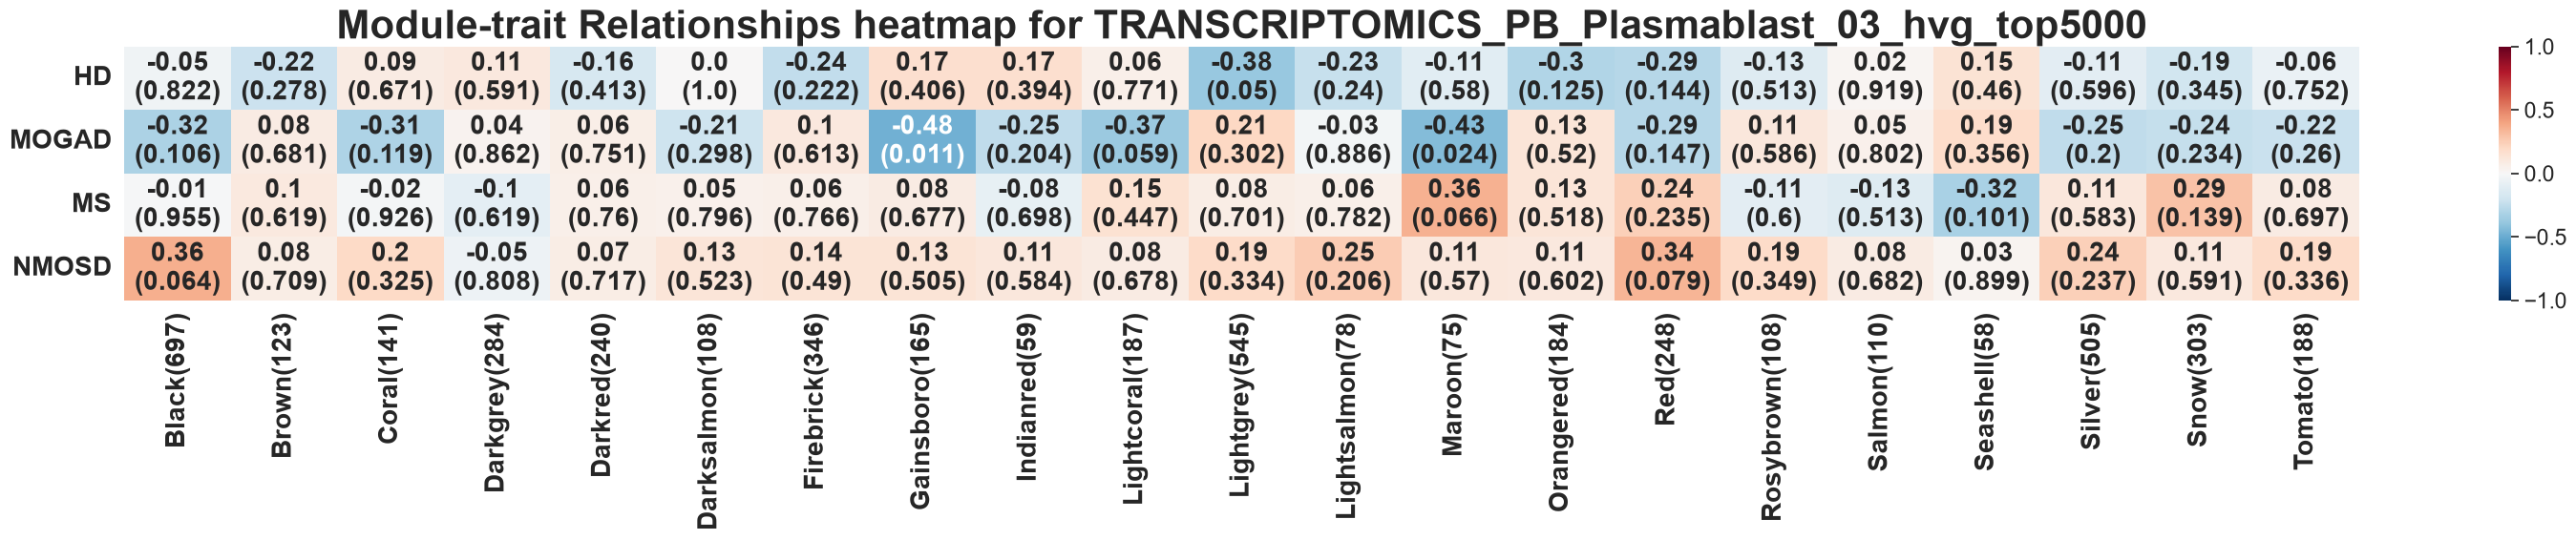 Module-trait Relationships heatmap for TRANSCRIPTOMICS_PB_Plasmablast_03_hvg_top5000
HD -0.05 -0.22 0.09 0.11 -0.16 0.0 -0.24 0.17 0.17 0.06 -0.38 -0.23 -0.11 -0.3 -0.29 -0.13 0.02 0.15 -0.11 -0.19 -0.06
(0.822) (0.278) (0.671) (0.591) (0.413) (1.0) (0.222) (0.406) (0.394) (0.771) (0.05) (0.24) (0.58) (0.125) (0.144) (0.513) (0.919) (0.46) (0.596) (0.345) (0.752)
MOGAD -0.32 0.08 -0.31 0.04 0.06 -0.21 0.1 -0.48 -0.25 -0.37 0.21 -0.03 -0.43 0.13 -0.29 0.11 0.05 0.19 -0.25 -0.24 -0.22
(0.106) (0.681) (0.119) (0.862) (0.751) (0.298) (0.613) (0.011) (0.204) (0.059) (0.302) (0.886) (0.024) (0.52) (0.147) (0.586) (0.802) (0.356) (0.2) (0.234) (0.26)
MS -0.01 0.1 -0.02 -0.1 0.06 0.05 0.06 0.08 -0.08 0.15 0.08 0.06 0.36 0.13 0.24 -0.11 -0.13 -0.32 0.11 0.29 0.08
(0.955) (0.619) (0.926) (0.619) (0.76) (0.796) (0.766) (0.677) (0.698) (0.447) (0.701) (0.782) (0.066) (0.518) (0.235) (0.6) (0.513) (0.101) (0.583) (0.139) (0.697)
NMOSD 0.36 0.08 0.2 -0.05 0.07 0.13 0.14 0.13 0.11 0.08 0.19 0.25 0.11 0.11 0.34 0.19 0.08 0.03 0.24 0.11 0.19
(0.064) (0.709) (0.325) (0.808) (0.717) (0.523) (0.49) (0.505) (0.584) (0.678) (0.334) (0.206) (0.57) (0.602) (0.079) (0.349) (0.682) (0.899) (0.237) (0.591) (0.336)
Black(697)
Brown(123)
Coral(141)
Darkgrey(284)
Darkred(240)
Darksalmon(108)
Firebrick(346)
Gainsboro(165)
Indianred(59)
Lightcoral(187)
Lightgrey(545)
Lightsalmon(78)
Maroon(75)
Orangered(184)
Red(248)
Rosybrown(108)
Salmon(110)
Seashell(58)
Silver(505)
Snow(303)
Tomato(188)
1.0
0.5
0.0
−0.5
−1.0